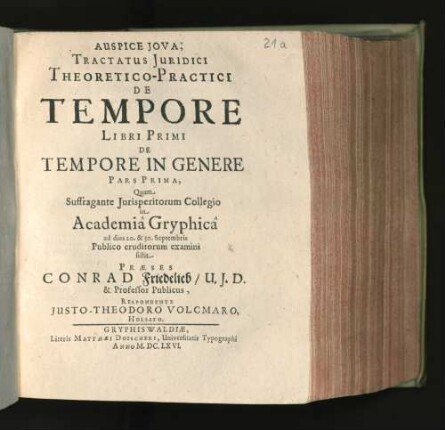 21a
AUSPICE JOVA;
TRACTATUS JURIDICI
THEORETICO-PRACTICI
DE
TEMPORE
LIBRI PRIMI
DE
TEMPORE IN GENERE
PARS PRIMA,
Quam
Suffragante Jurisperitorum Collegio
in
Academiâ Gryphicâ
ad dies 20. & 30. Septembris
Publico eruditorum examini
sistit
PRÆSES
CONRAD Friedelieb / U. J. D.
& Professor Publicus,
RESPONDENTE
JUSTO-THEODORO VOLCMARO,
HOLSATO.
GRYPHISWALDIÆ,
Literis MATTHÆI DOISCHERI, Universitatis Typographi
ANNO M. DC. LXVI.